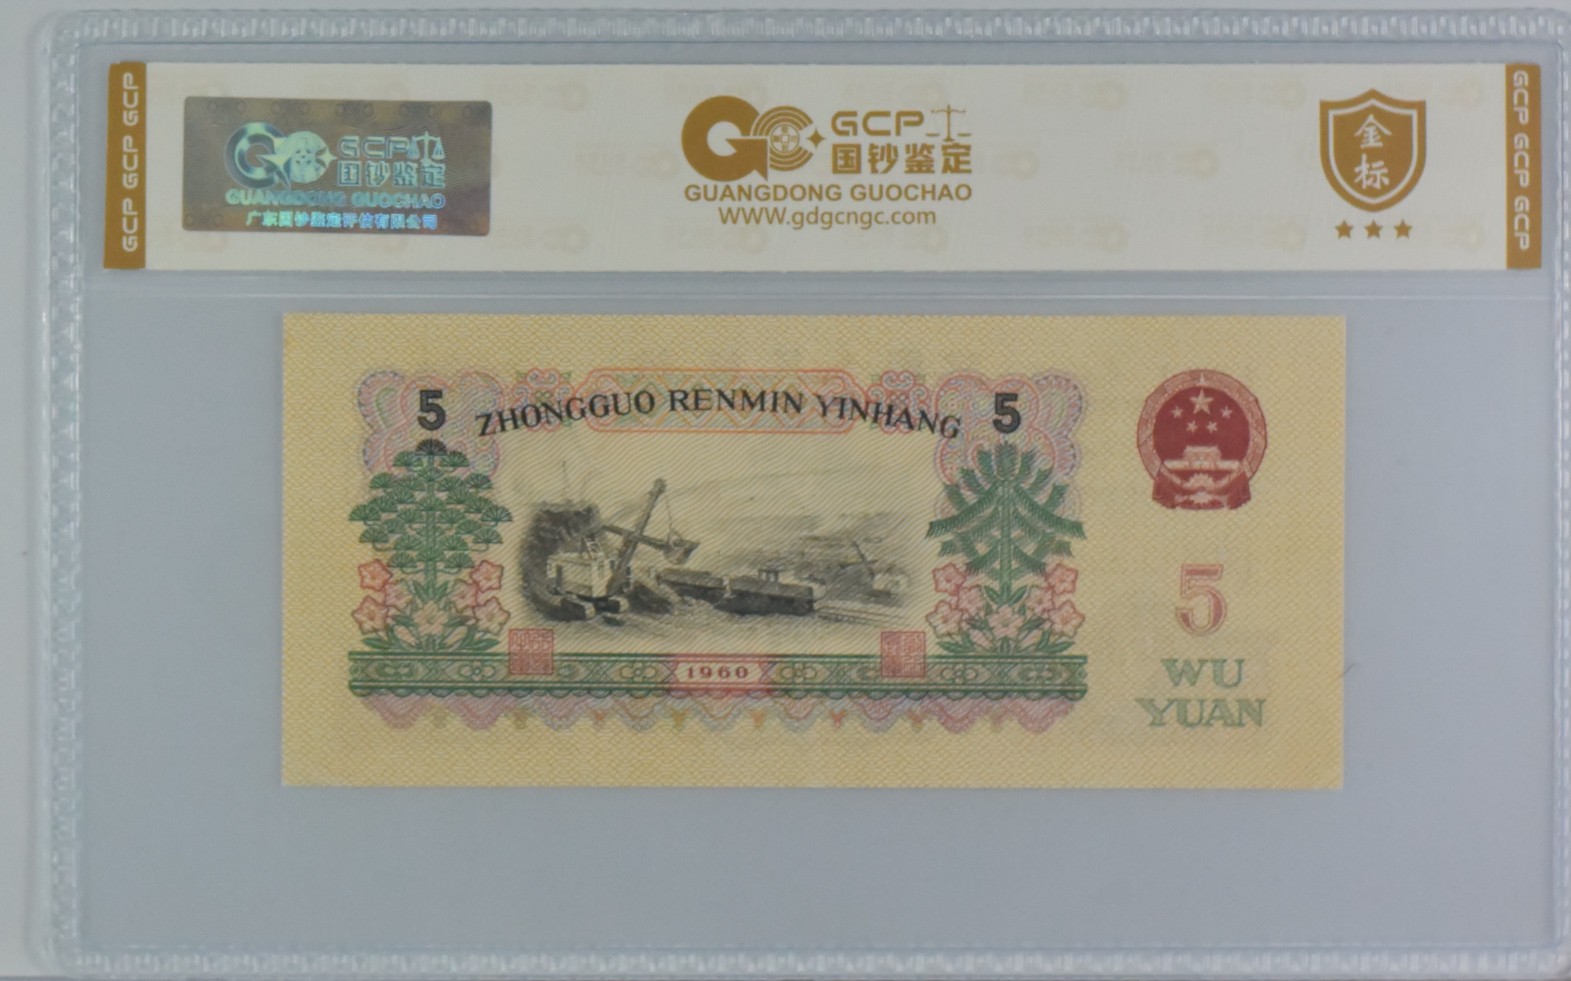 GCP GCP GCP
GCP 国钞鉴定
GUANGDONG GUOCHAO
广东国钞鉴定评估有限公司
GCP
国钞鉴定
GUANGDONG GUOCHAO
WWW.gdgcngc.com
金标
GCP GCP GCP
5 ZHONGGUO RENMIN YINHANG 5
1960
5
WU
YUAN